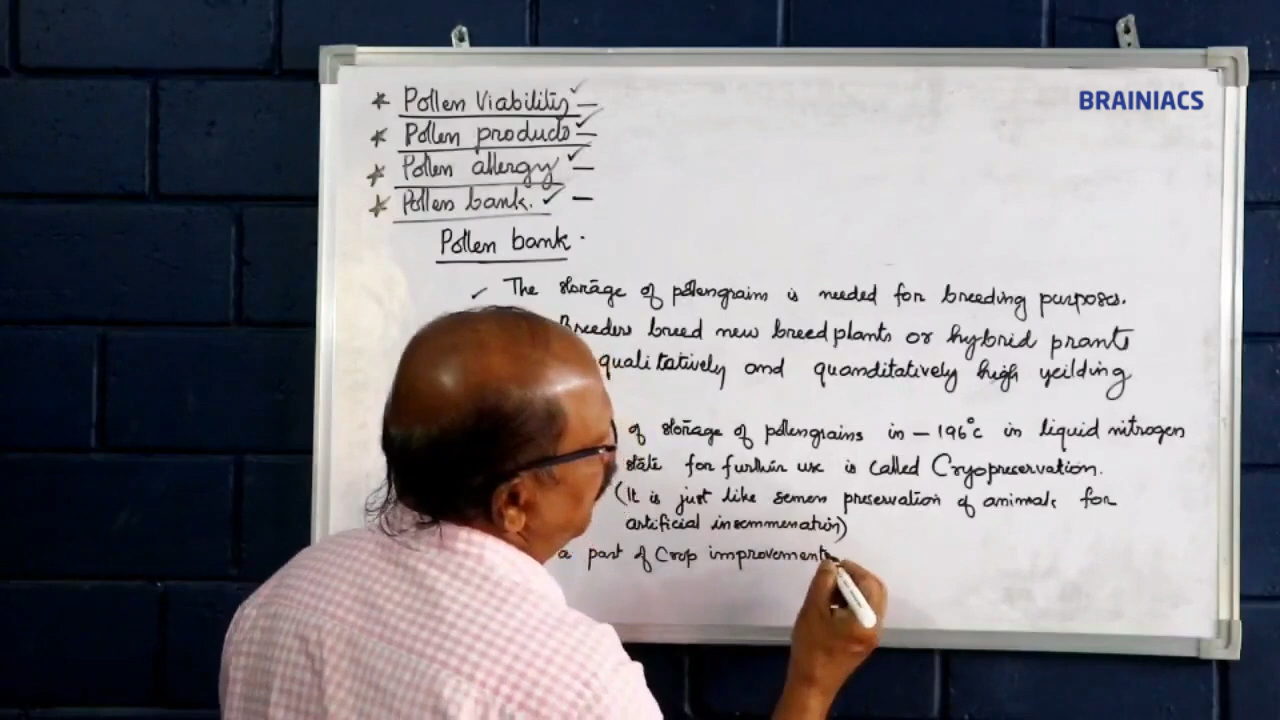 BRAINIACS
* Pollen Viability ✓ —
* Pollen products ✓ —
* Pollen allergy ✓ —
* Pollen bank. ✓ —
Pollen bank.
✓ The storage of pollengrains is needed for breeding purposes.
Breeders breed new breed plants or hybrid prants
qualitatively and quanditatively high yeilding
of storage of pollengrains in – 196°c in liquid nitrogen
state for further use is called Cryopreservation.
(It is just like semen preservation of animals for
artificial insemmenation)
a part of Crop improvement